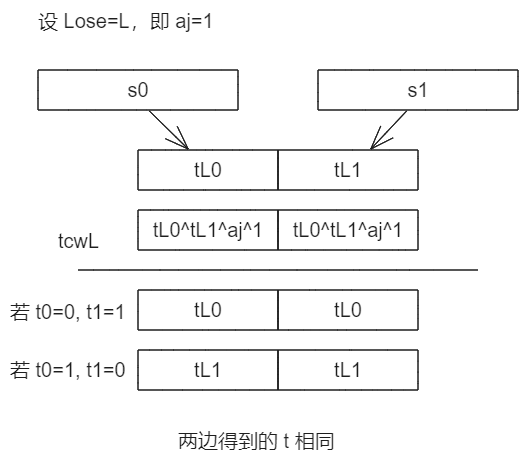 设 Lose=L，即 aj=1
s0 s1
tL0 tL1
tcwL tL0^tL1^aj^1 tL0^tL1^aj^1
若 t0=0, t1=1 tL0 tL0
若 t0=1, t1=0 tL1 tL1
两边得到的 t 相同